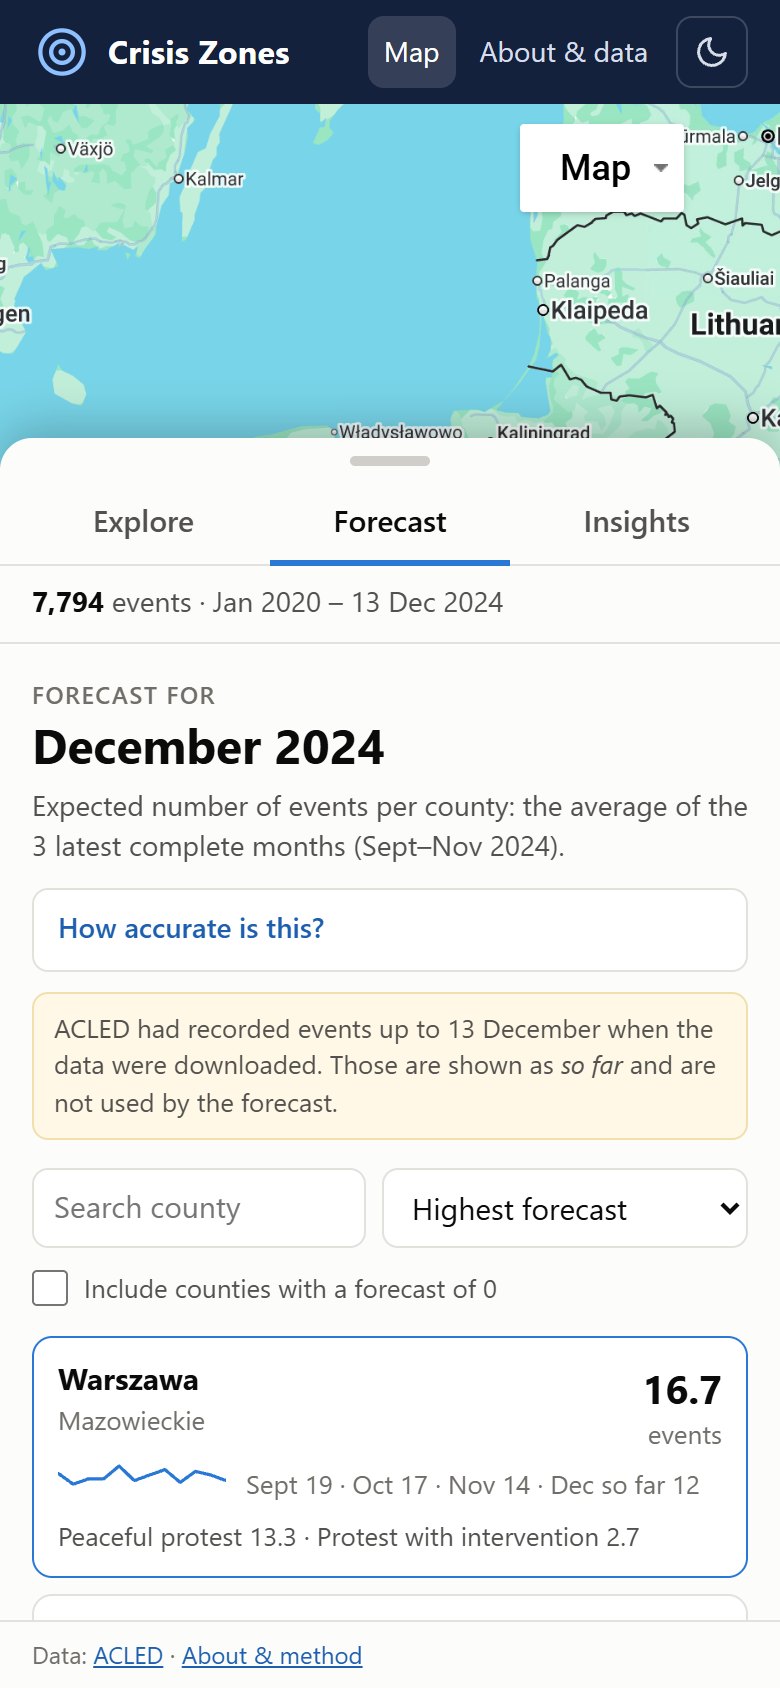 Crisis Zones
Map
About & data
Växjö
Kalmar
Map
Palanga
Klaipeda
Šiauliai
Władysławowo
Kaliningrad
Explore
Forecast
Insights
7,794 events · Jan 2020 – 13 Dec 2024
FORECAST FOR
December 2024
Expected number of events per county: the average of the
3 latest complete months (Sept–Nov 2024).
How accurate is this?
ACLED had recorded events up to 13 December when the
data were downloaded. Those are shown as so far and are
not used by the forecast.
Search county
Highest forecast
Include counties with a forecast of 0
Warszawa
16.7
Mazowieckie
events
Sept 19 · Oct 17 · Nov 14 · Dec so far 12
Peaceful protest 13.3 · Protest with intervention 2.7
Data: ACLED · About & method